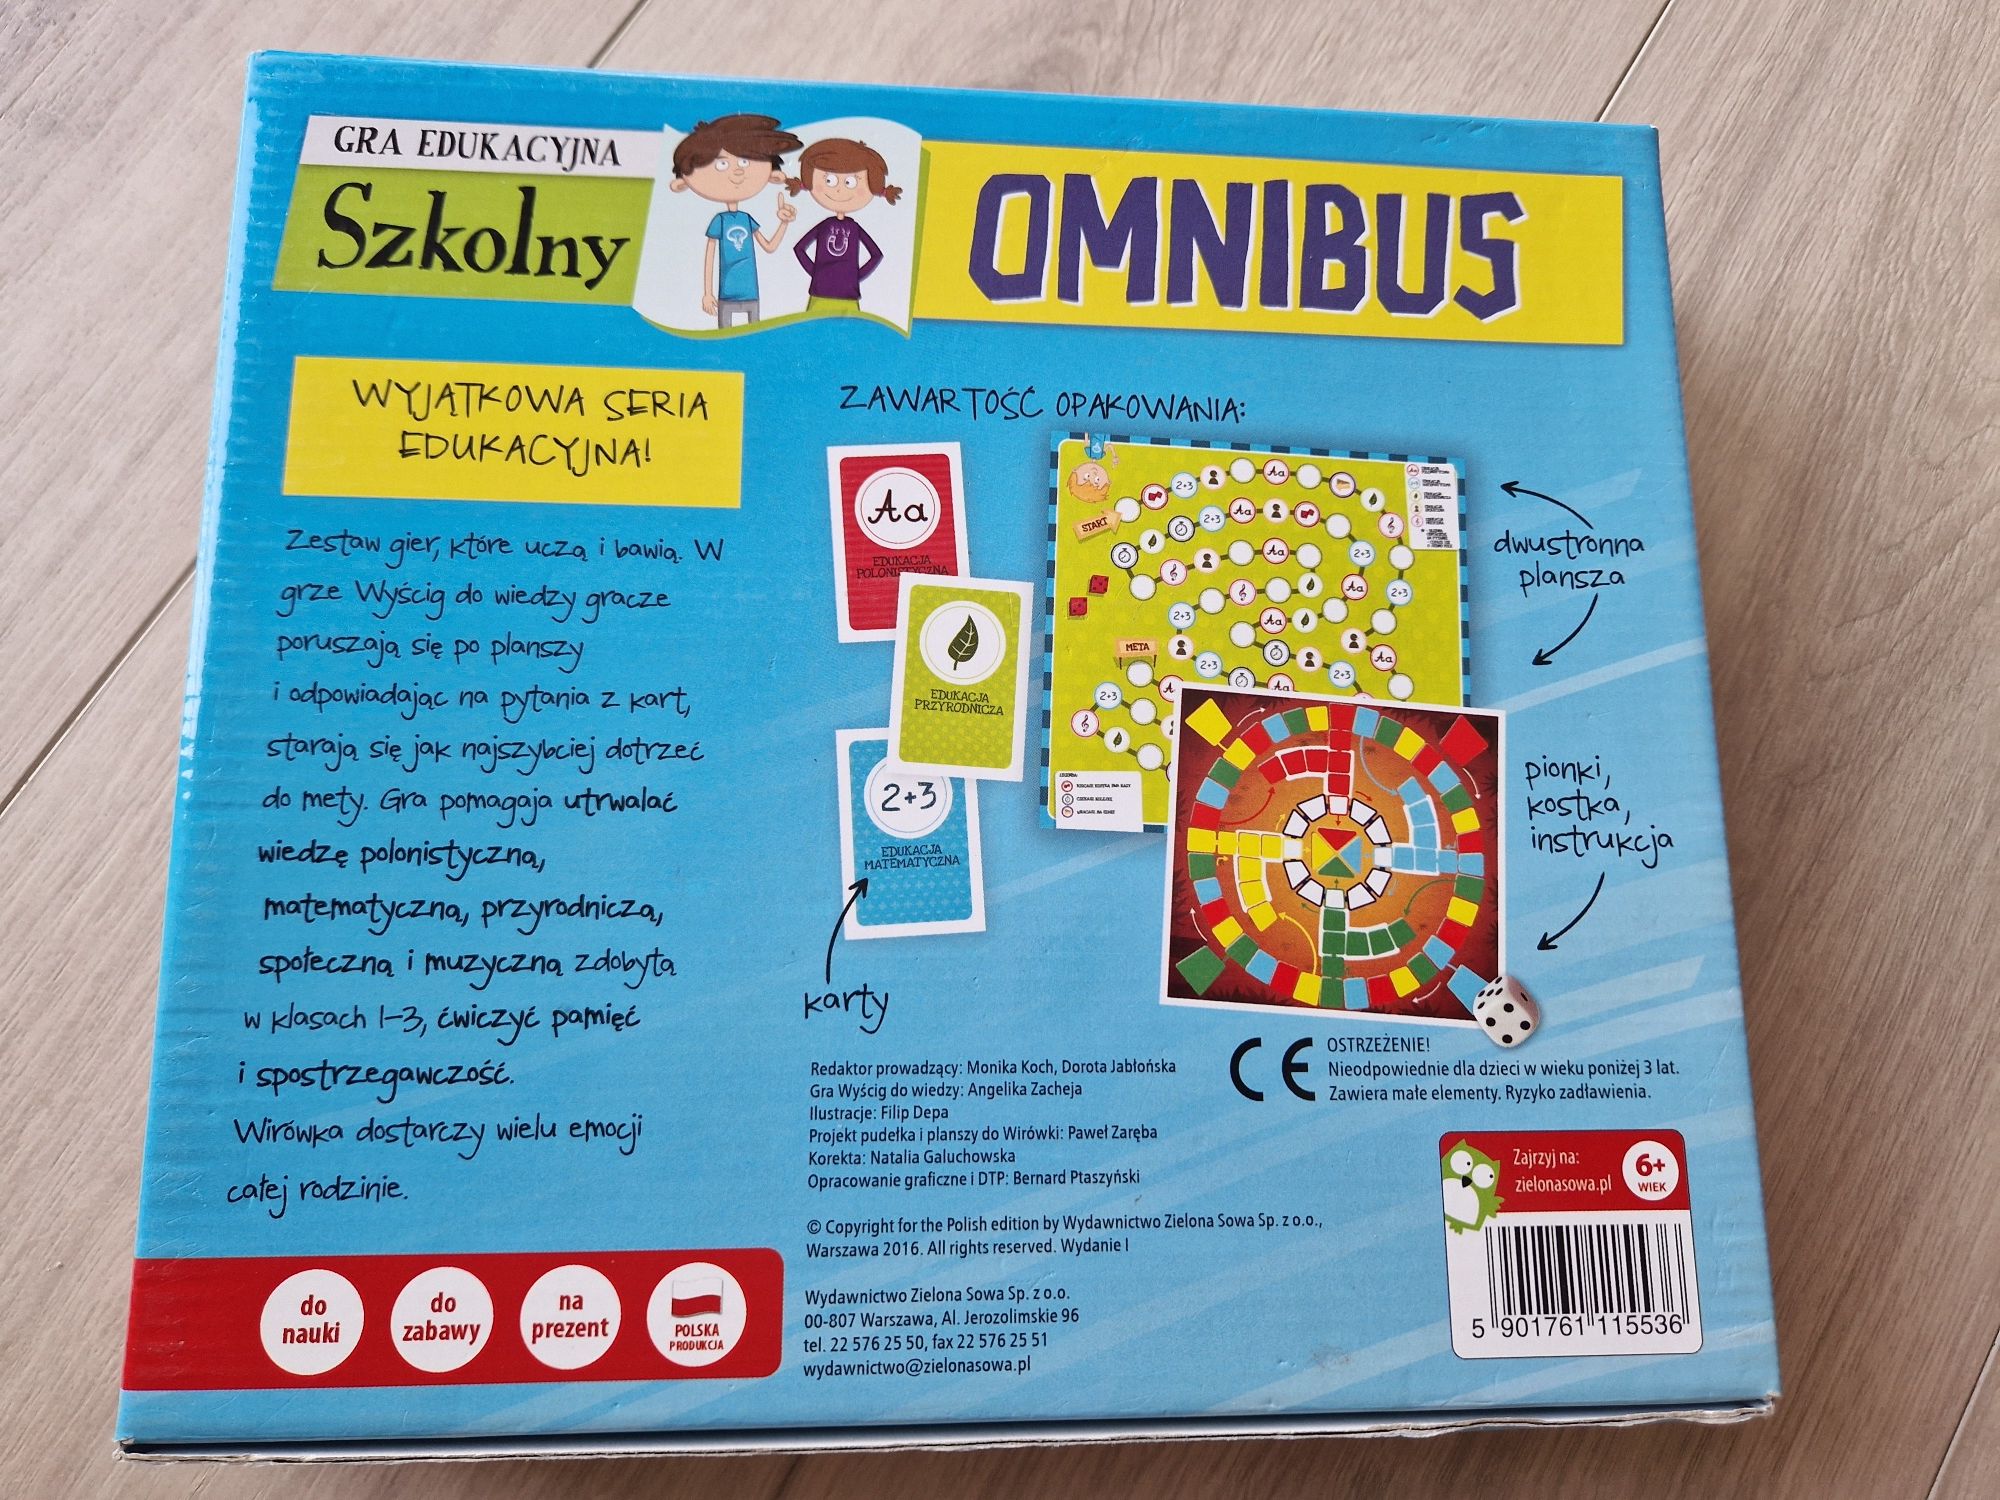 GRA EDUKACYJNA
Szkolny
OMNIBUS
WYJĄTKOWA SERIA
EDUKACYJNA!
Zestaw gier, które uczą i bawią. W
grze Wyścig do wiedzy gracze
poruszają się po planszy
i odpowiadając na pytania z kart,
starają się jak najszybciej dotrzeć
do mety. Gra pomagaja utrwalać
wiedzę polonistyczną,
matematyczną, przyrodniczą,
społeczną i muzyczną zdobytą
w klasach 1-3, ćwiczyć pamięć
i spostrzegawczość.
Wirówka dostarczy wielu emocji
całej rodzinie.
do
nauki
do
zabawy
na
prezent
POLSKA
PRODUKCJA
ZAWARTOŚĆ OPAKOWANIA:
Aa
EDUKACJA
POLONISTYCZNA
EDUKACJA
PRZYRODNICZA
2+3
EDUKACJA
MATEMATYCZNA
karty
START
META
dwustronna
plansza
pionki,
kostka,
instrukcja
Redaktor prowadzący: Monika Koch, Dorota Jabłońska
Gra Wyścig do wiedzy: Angelika Zacheja
Ilustracje: Filip Depa
Projekt pudełka i planszy do Wirówki: Paweł Zaręba
Korekta: Natalia Galuchowska
Opracowanie graficzne i DTP: Bernard Ptaszyński
© Copyright for the Polish edition by Wydawnictwo Zielona Sowa Sp. z o.o.,
Warszawa 2016. All rights reserved. Wydanie I
Wydawnictwo Zielona Sowa Sp. z o.o.
00-807 Warszawa, Al. Jerozolimskie 96
tel. 22 576 25 50, fax 22 576 25 51
wydawnictwo@zielonasowa.pl
CE
OSTRZEŻENIE!
Nieodpowiednie dla dzieci w wieku poniżej 3 lat.
Zawiera małe elementy. Ryzyko zadławienia.
Zajrzyj na:
zielonasowa.pl
6+
WIEK
5 901761 115536